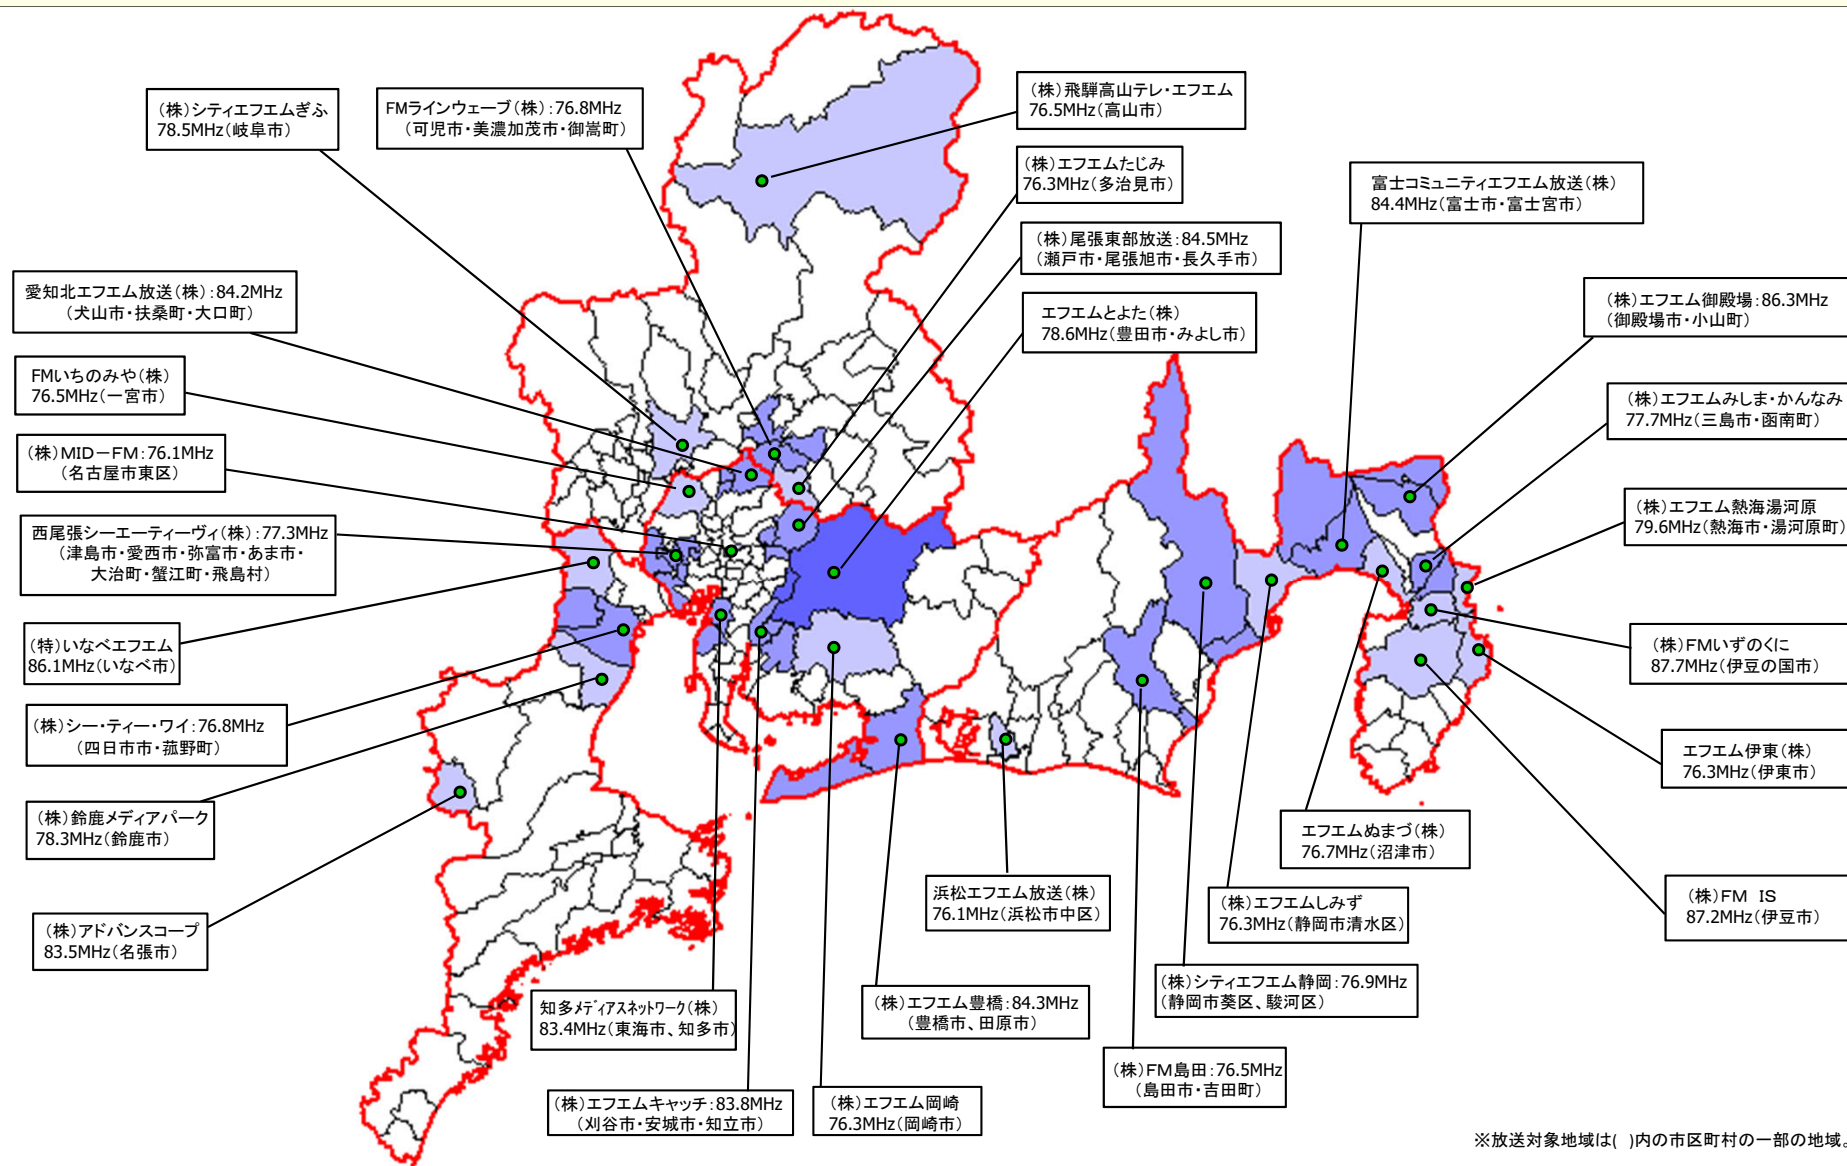 (株)シティエフエムぎふ
78.5MHz(岐阜市)
FMラインウェーブ(株):76.8MHz
(可児市・美濃加茂市・御嵩町)
(株)飛騨高山テレ・エフエム
76.5MHz(高山市)
(株)エフエムたじみ
76.3MHz(多治見市)
富士コミュニティエフエム放送(株)
84.4MHz(富士市・富士宮市)
(株)尾張東部放送:84.5MHz
(瀬戸市・尾張旭市・長久手市)
愛知北エフエム放送(株):84.2MHz
(犬山市・扶桑町・大口町)
エフエムとよた(株)
78.6MHz(豊田市・みよし市)
(株)エフエム御殿場:86.3MHz
(御殿場市・小山町)
FMいちのみや(株)
76.5MHz(一宮市)
(株)エフエムみしま・かんなみ
77.7MHz(三島市・函南町)
(株)MID-FM:76.1MHz
(名古屋市東区)
(株)エフエム熱海湯河原
79.6MHz(熱海市・湯河原町)
西尾張シーエーティーヴィ(株):77.3MHz
(津島市・愛西市・弥富市・あま市・
大治町・蟹江町・飛島村)
(特)いなべエフエム
86.1MHz(いなべ市)
(株)FMいずのくに
87.7MHz(伊豆の国市)
(株)シー・ティー・ワイ:76.8MHz
(四日市市・菰野町)
エフエム伊東(株)
76.3MHz(伊東市)
(株)鈴鹿メディアパーク
78.3MHz(鈴鹿市)
エフエムぬまづ(株)
76.7MHz(沼津市)
浜松エフエム放送(株)
76.1MHz(浜松市中区)
(株)エフエムしみず
76.3MHz(静岡市清水区)
(株)FM IS
87.2MHz(伊豆市)
(株)アドバンスコープ
83.5MHz(名張市)
(株)シティエフエム静岡:76.9MHz
(静岡市葵区、駿河区)
知多メディアスネットワーク(株)
83.4MHz(東海市、知多市)
(株)エフエム豊橋:84.3MHz
(豊橋市、田原市)
(株)FM島田:76.5MHz
(島田市・吉田町)
(株)エフエムキャッチ:83.8MHz
(刈谷市・安城市・知立市)
(株)エフエム岡崎
76.3MHz(岡崎市)
※放送対象地域は( )内の市区町村の一部の地域。